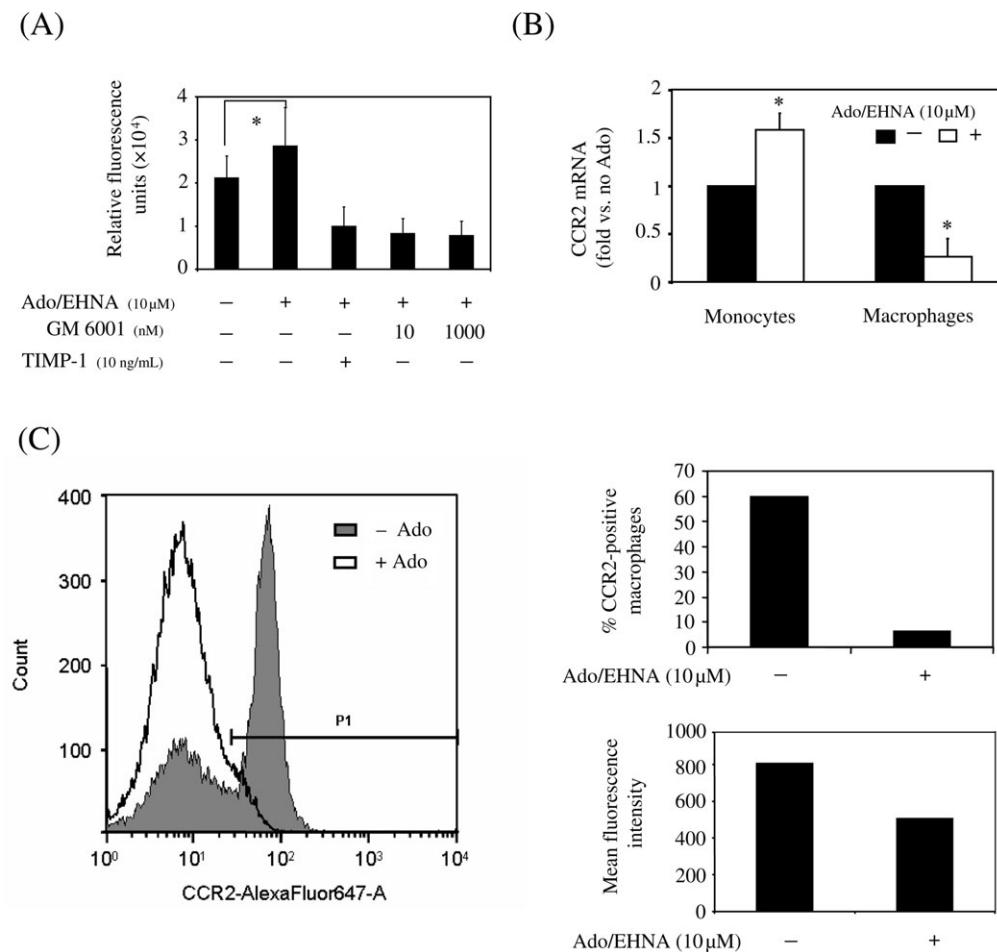 (A)
Relative fluorescence
units (×10⁴)
4
3
2
1
0
*
Ado/EHNA (10μM) – + + + +
GM 6001 (nM) – – – 10 1000
TIMP-1 (10 ng/mL) – – + – –
(B)
CCR2 mRNA
(fold vs. no Ado)
2
1.5
1
0.5
0
Ado/EHNA (10μM)
– +
*
*
Monocytes Macrophages
(C)
Count
400
300
200
100
– Ado
+ Ado
P1
10⁰ 10¹ 10² 10³ 10⁴
CCR2-AlexaFluor647-A
% CCR2-positive
macrophages
70
60
50
40
30
20
10
0
Ado/EHNA (10μM) – +
Mean fluorescence
intensity
1000
800
600
400
200
0
Ado/EHNA (10μM) – +